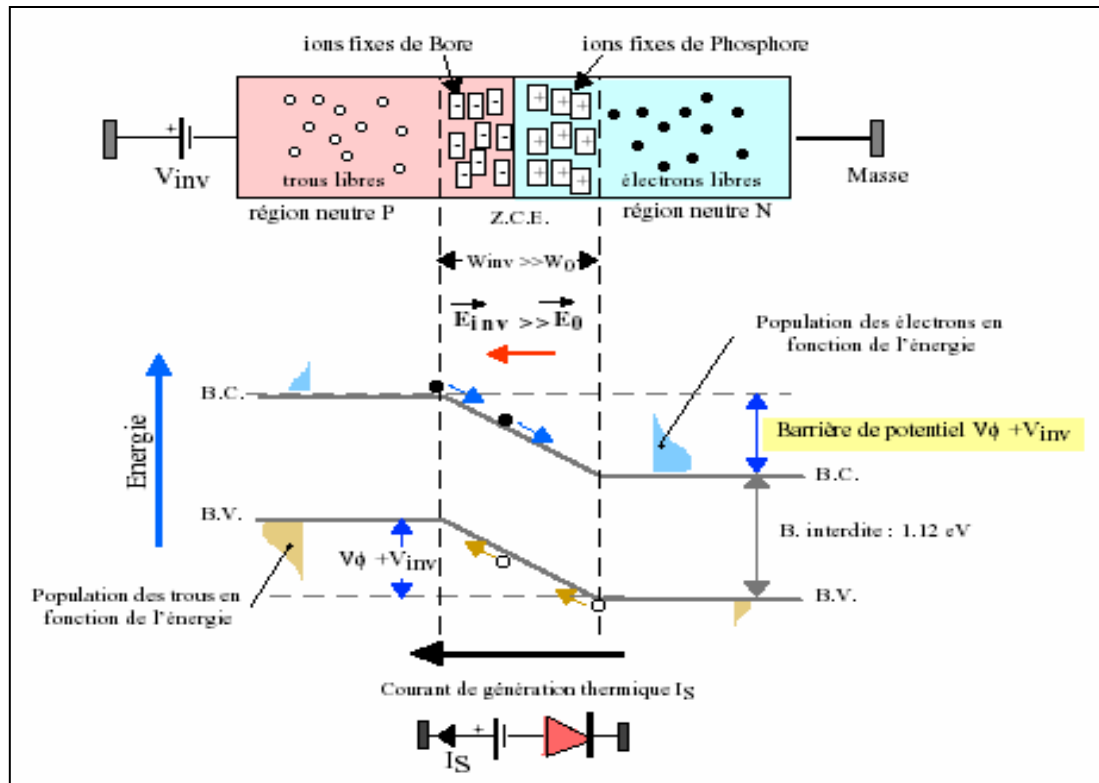 ions fixes de Bore
ions fixes de Phosphore
+
Vinv
trous libres
électrons libres
Masse
région neutre P
Z.C.E.
région neutre N
Winv >>W0
Einv >>E0
Population des électrons en
fonction de l'énergie
Energie
B.C.
Barrière de potentiel Vϕ +Vinv
B.C.
B.V.
B. interdite : 1.12 eV
Vϕ +Vinv
Population des trous en
fonction de l'énergie
B.V.
Courant de génération thermique IS
+
IS